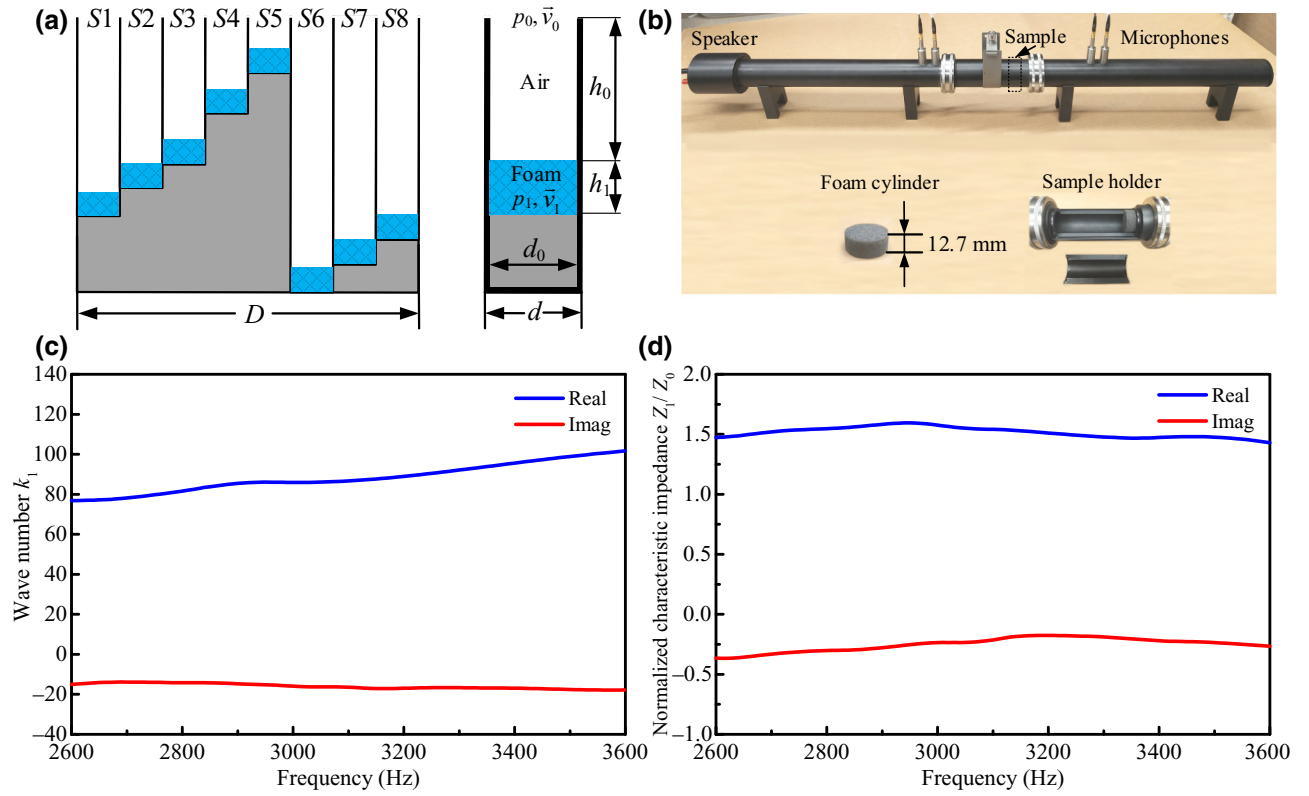 (a)
S1 S2 S3 S4 S5 S6 S7 S8
D
p0, v⃗0
Air
h0
Foam
p1, v⃗1
h1
d0
d
(b)
Speaker
Sample
Microphones
Foam cylinder
12.7 mm
Sample holder
(c)
Wave number k1
140
120
100
80
60
40
20
0
–20
–40
2600 2800 3000 3200 3400 3600
Frequency (Hz)
Real
Imag
(d)
Normalized characteristic impedance Z1/ Z0
2.0
1.5
1.0
0.5
0.0
–0.5
–1.0
2600 2800 3000 3200 3400 3600
Frequency (Hz)
Real
Imag